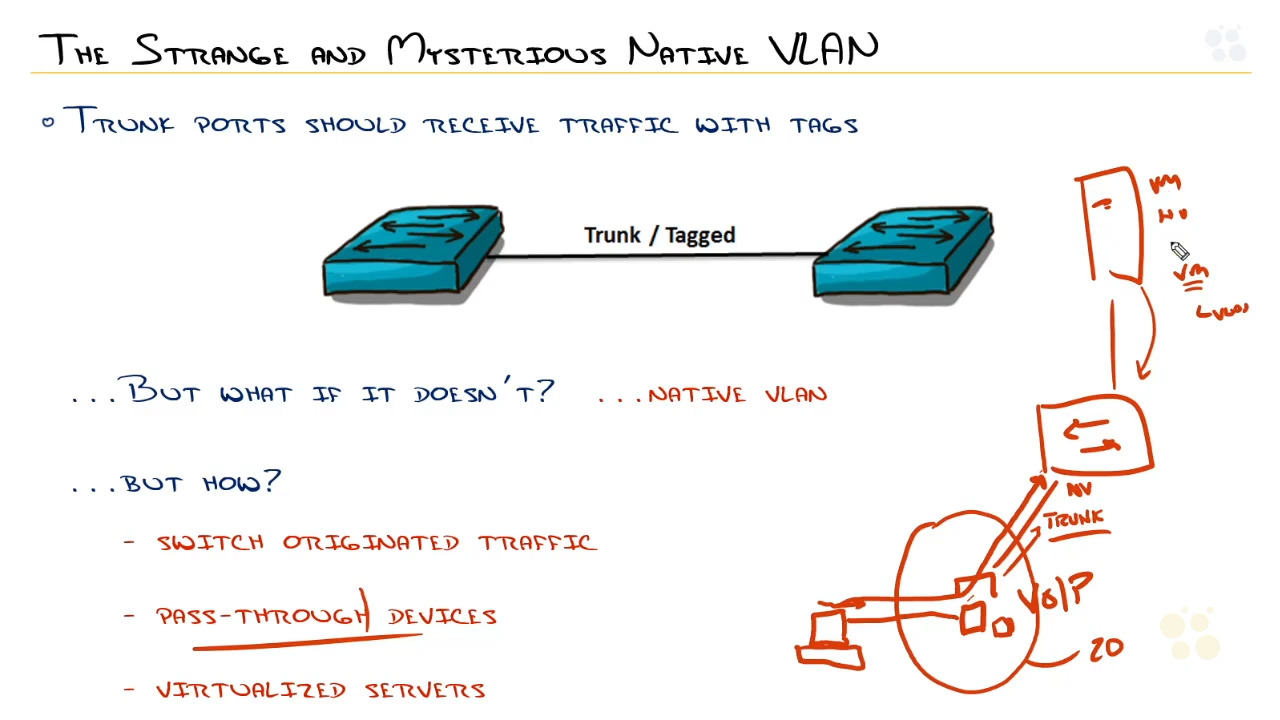 The Strange and Mysterious Native VLAN
Trunk ports should receive traffic with tags
Trunk / Tagged
...But what if it doesn't? ...native vlan
...but how?
- switch originated traffic
- pass-through devices
- virtualized servers
VM
VM
NV
TRUNK
VoIP
20